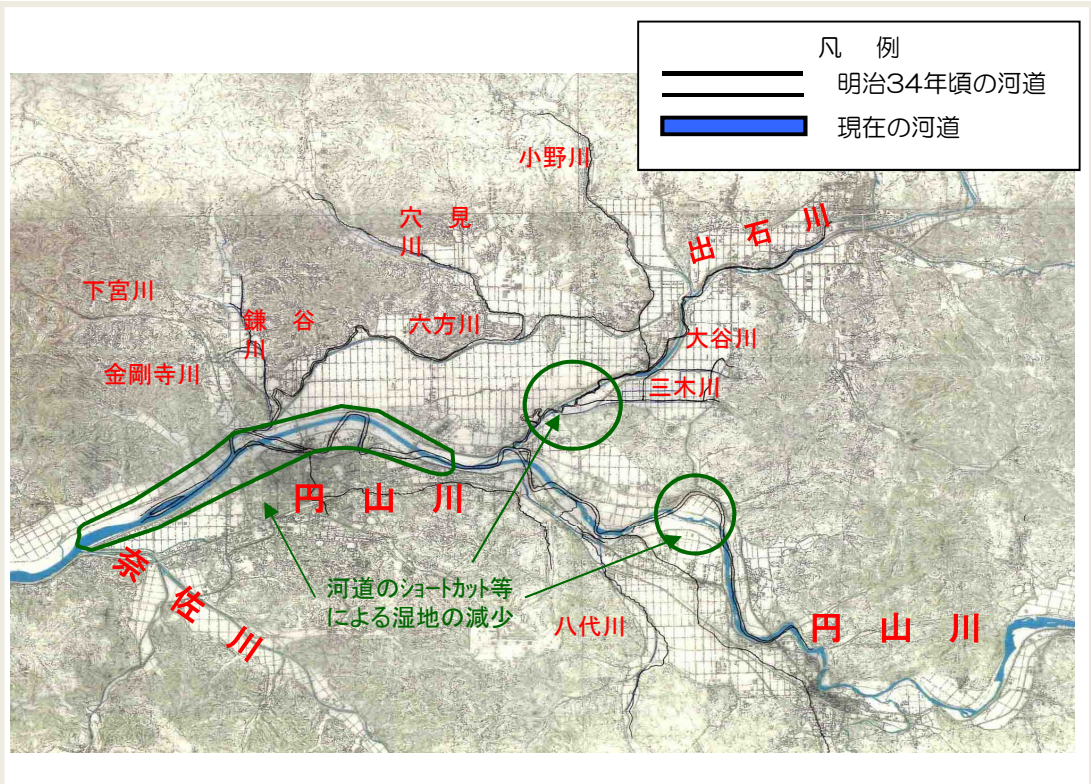 凡 例
明治34年頃の河道
現在の河道
小野川
穴 見
川
出 石 川
下宮川
鎌 谷
川
六方川
大谷川
金剛寺川
三木川
円 山 川
奈 佐 川
河道のショートカット等
による湿地の減少
八代川
円 山 川